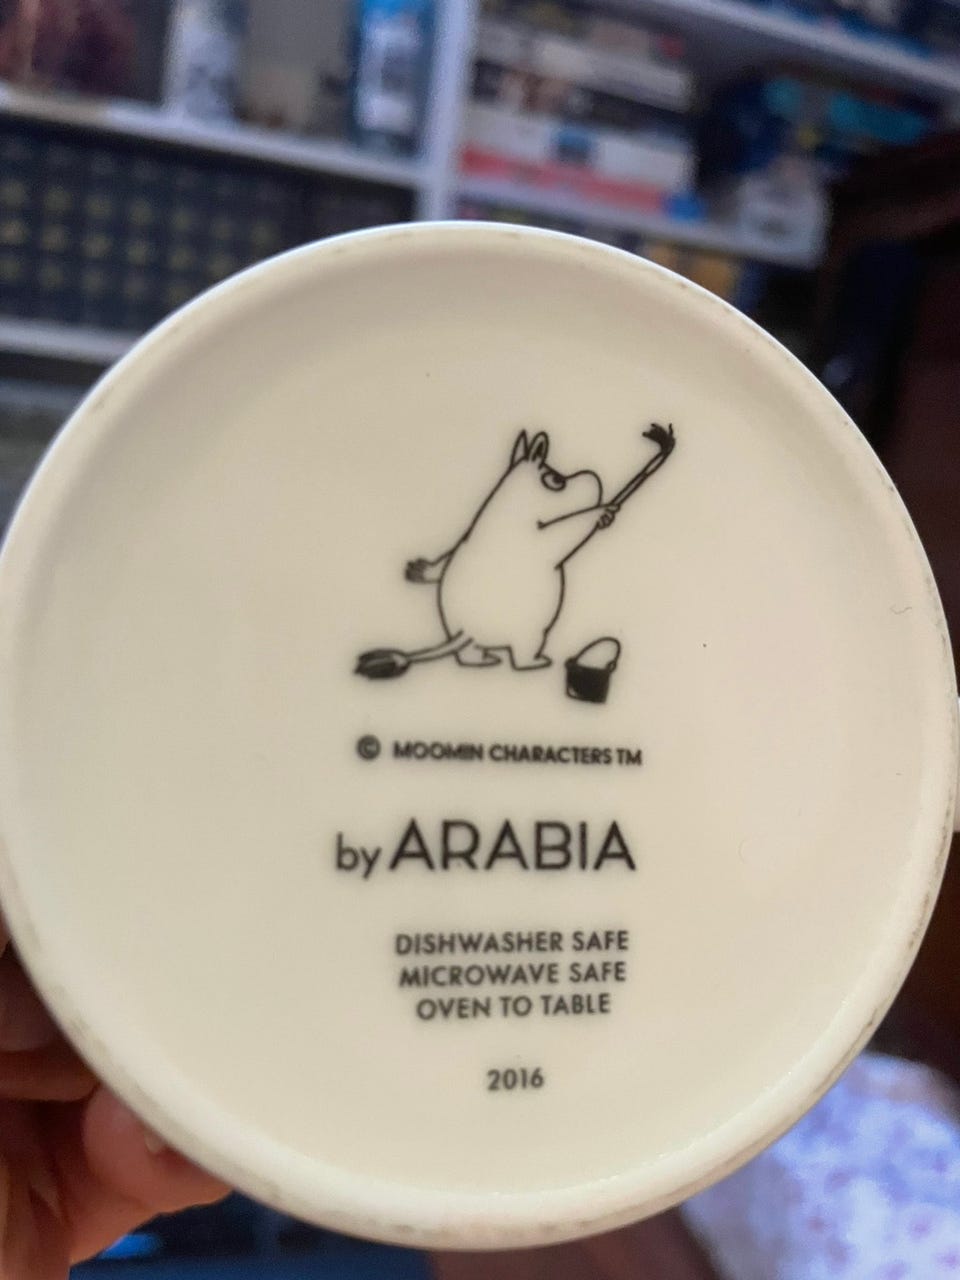 © MOOMIN CHARACTERS TM
by ARABIA
DISHWASHER SAFE
MICROWAVE SAFE
OVEN TO TABLE
2016